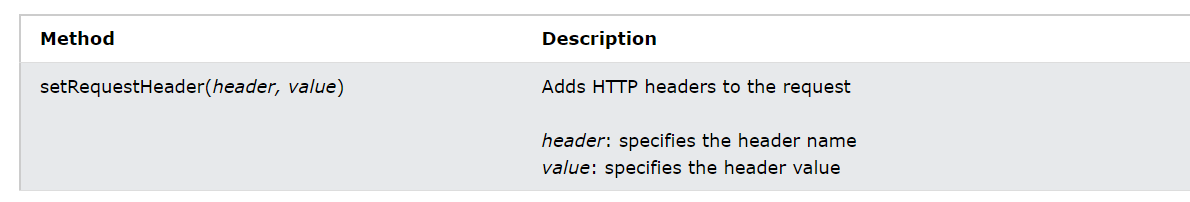 Method Description
setRequestHeader(header, value) Adds HTTP headers to the request
header: specifies the header name
value: specifies the header value